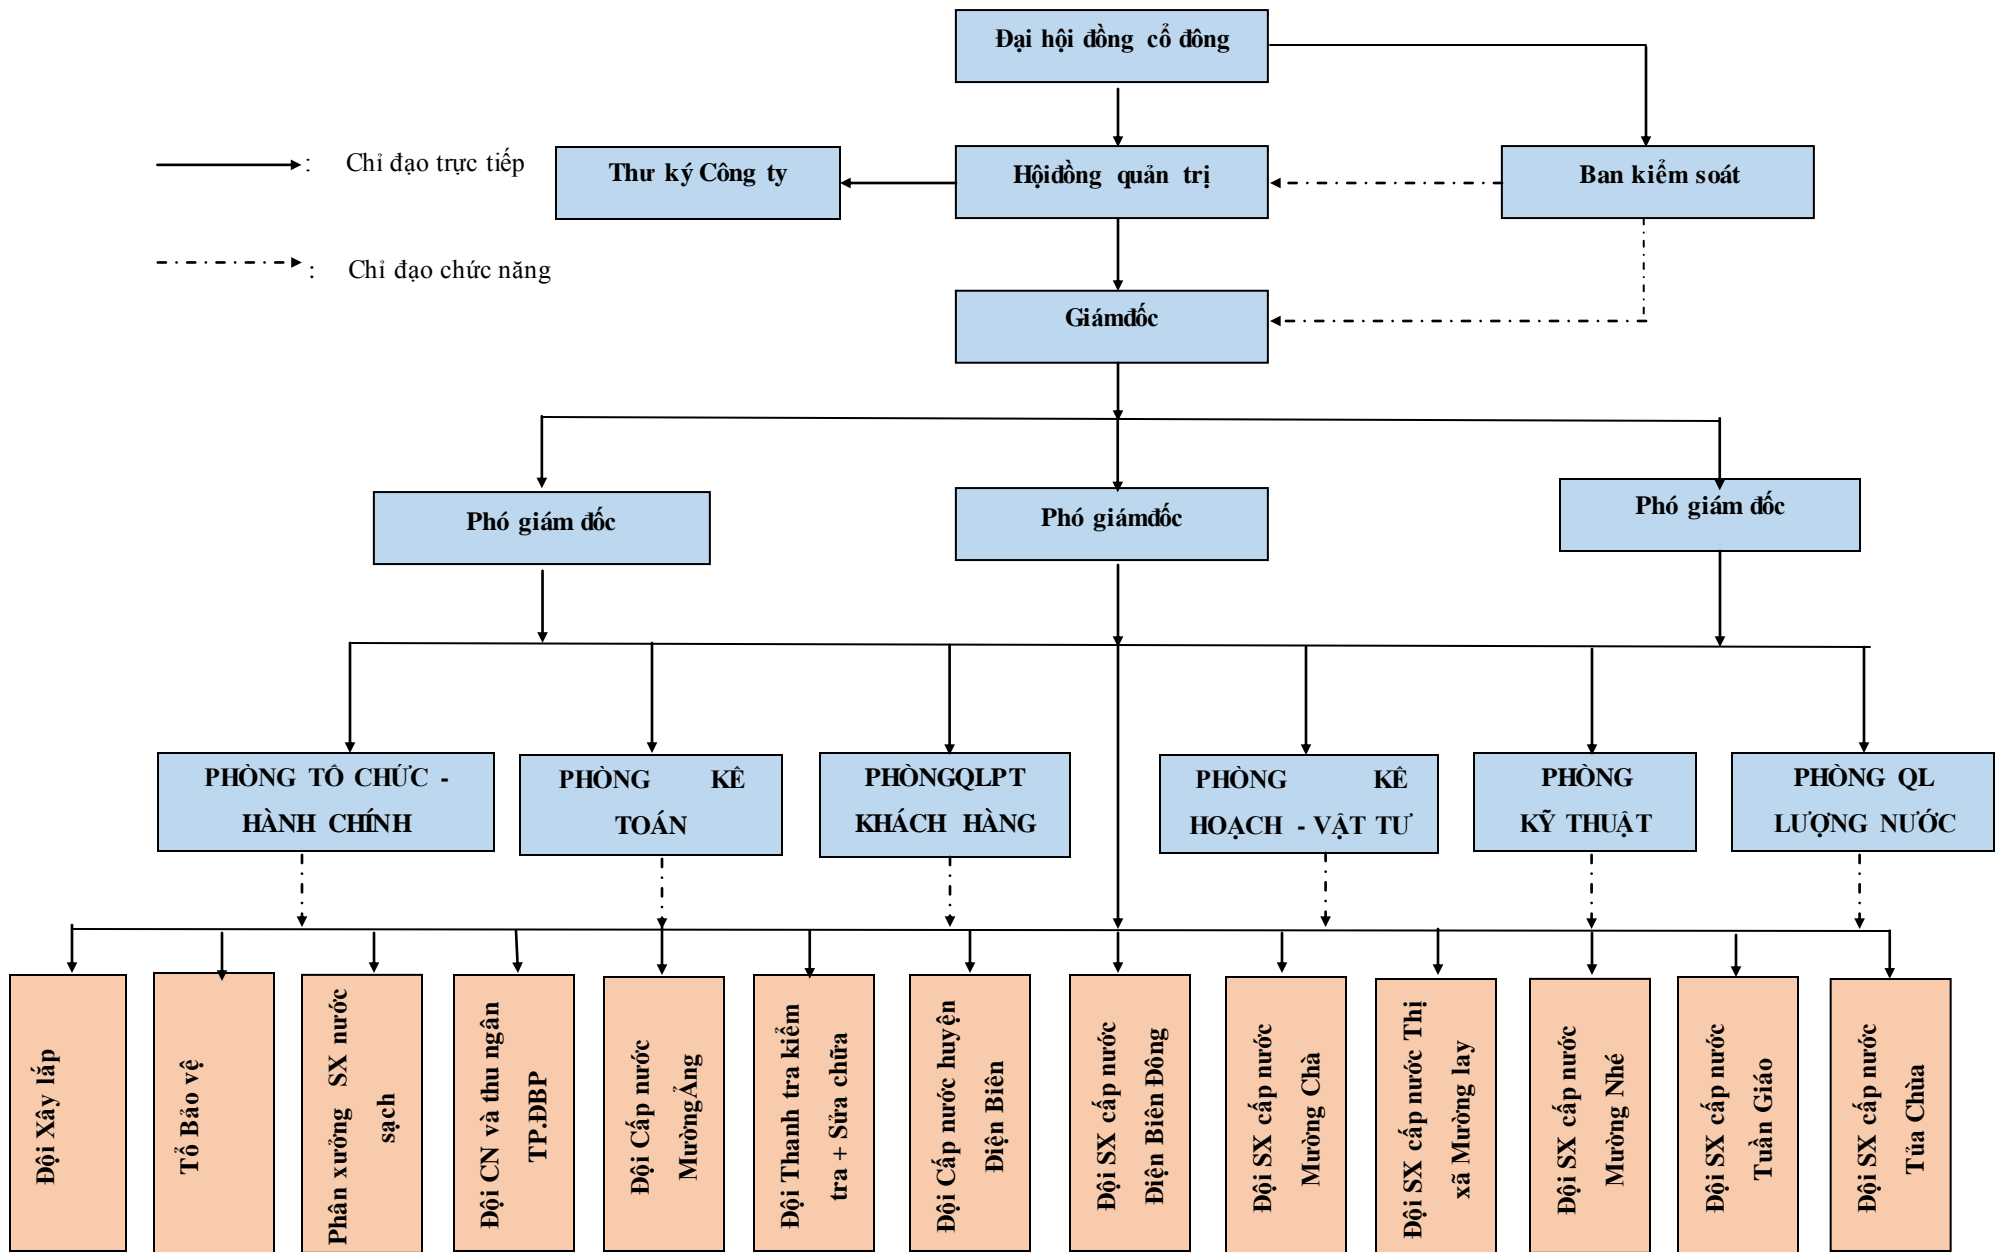 Đại hội đồng cổ đông
: Chỉ đạo trực tiếp
Thư ký Công ty
Hộiđồng quản trị
Ban kiểm soát
: Chỉ đạo chức năng
Giámđốc
Phó giám đốc
Phó giámđốc
Phó giám đốc
PHÒNG TỔ CHỨC -
HÀNH CHÍNH
PHÒNG KẾ
TOÁN
PHÒNGQLPT
KHÁCH HÀNG
PHÒNG KẾ
HOẠCH - VẬT TƯ
PHÒNG
KỸ THUẬT
PHÒNG QL
LƯỢNG NƯỚC
Đội Xây lắp
Tổ Bảo vệ
Phân xưởng SX nước
sạch
Đội CN và thu ngân
TP.ĐBP
Đội Cấp nước
MườngẢng
Đội Thanh tra kiểm
tra + Sửa chữa
Đội Cấp nước huyện
Điện Biên
Đội SX cấp nước
Điện Biên Đông
Đội SX cấp nước
Mường Chà
Đội SX cấp nước Thị
xã Mường lay
Đội SX cấp nước
Mường Nhé
Đội SX cấp nước
Tuần Giáo
Đội SX cấp nước
Tủa Chùa